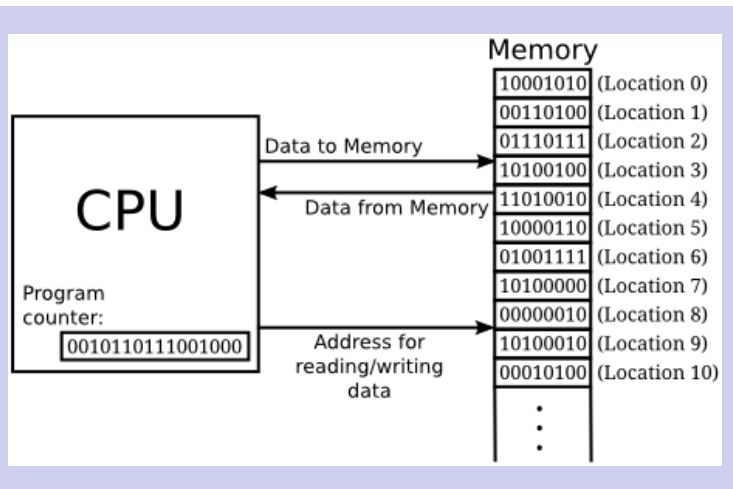 Memory
10001010 (Location 0)
00110100 (Location 1)
01110111 (Location 2)
10100100 (Location 3)
11010010 (Location 4)
10000110 (Location 5)
01001111 (Location 6)
10100000 (Location 7)
00000010 (Location 8)
10100010 (Location 9)
00010100 (Location 10)
Data to Memory
Data from Memory
CPU
Program
counter:
0010110111001000
Address for
reading/writing
data